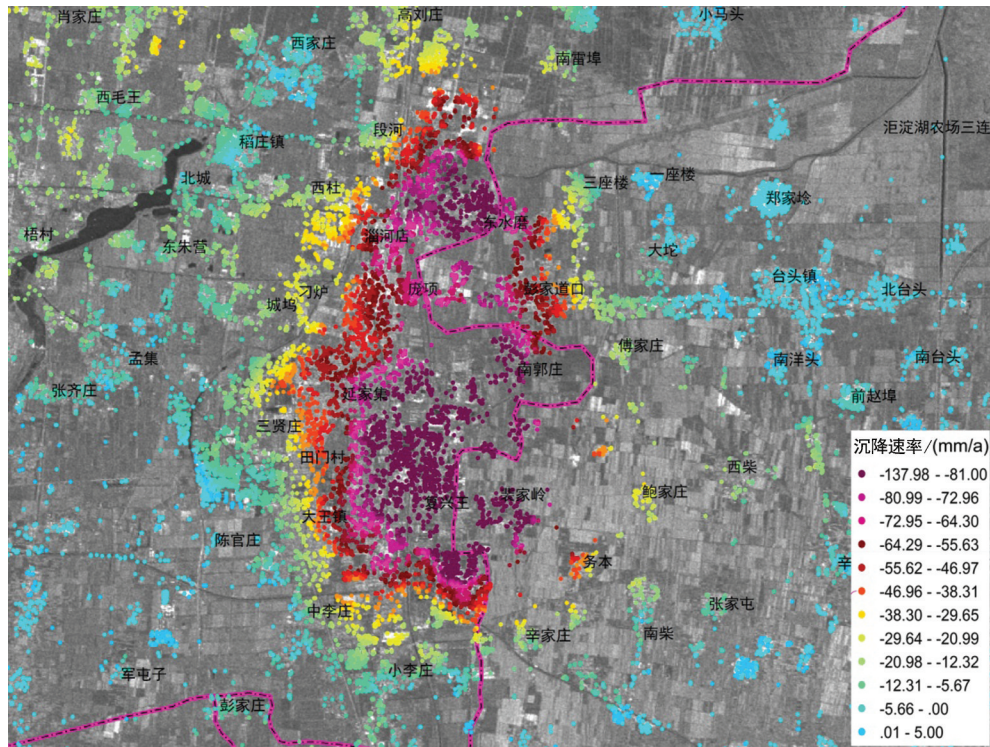 肖家庄
高刘庄
小马头
西家庄
南雷埠
西毛王
段河
稻庄镇
洰淀湖农场三连
北城
西杜
三座楼
一座楼
郑家埝
梧村
东朱营
淄河店
东水磨
大坨
刁炉
城坞
庞项
家道口
台头镇
北台头
孟集
傅家庄
南洋头
南台头
张齐庄
延家集
南郭庄
前赵埠
三贤庄
田门村
西柴
鲍家庄
家岭
兴王
大王镇
陈官庄
务本
辛
中李庄
辛家庄
张家屯
南柴
小李庄
军屯子
彭家庄
沉降速率/(mm/a)
-137.98 - -81.00
-80.99 - -72.96
-72.95 - -64.30
-64.29 - -55.63
-55.62 - -46.97
-46.96 - -38.31
-38.30 - -29.65
-29.64 - -20.99
-20.98 - -12.32
-12.31 - -5.67
-5.66 - .00
.01 - 5.00